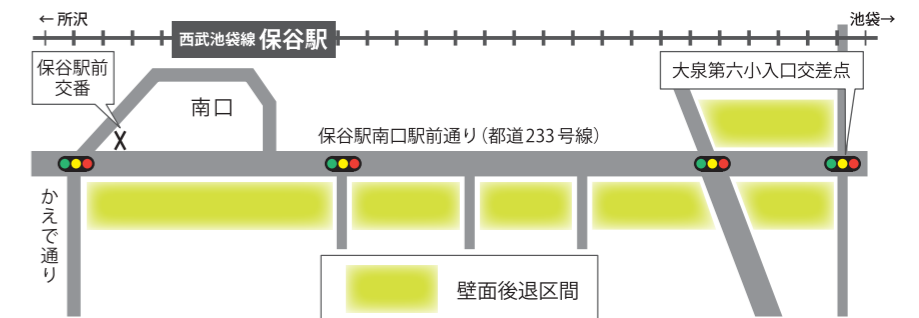 ←所沢
池袋→
西武池袋線 保谷駅
保谷駅前
交番
大泉第六小入口交差点
南口
保谷駅南口駅前通り(都道233号線)
かえで通り
壁面後退区間